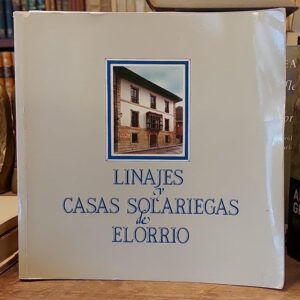 LINAJES
y
CASAS SOLARIEGAS
de
ELORRIO